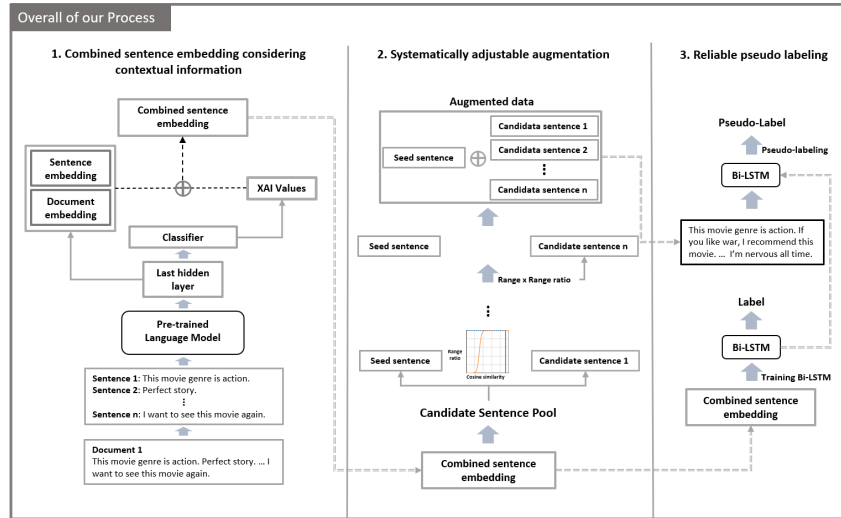 Overall of our Process
1. Combined sentence embedding considering
contextual information
Combined sentence
embedding
Sentence
embedding
Document
embedding
XAI Values
Classifier
Last hidden
layer
Pre-trained
Language Model
Sentence 1: This movie genre is action.
Sentence 2: Perfect story.
⋮
Sentence n: I want to see this movie again.
Document 1
This movie genre is action. Perfect story. ... I
want to see this movie again.
2. Systematically adjustable augmentation
Augmented data
Seed sentence
Candidata sentence 1
Candidata sentence 2
⋮
Candidata sentence n
Seed sentence
Candidate sentence n
Range x Range ratio
⋮
Seed sentence
Range
ratio
Cosine similarity
Candidate sentence 1
Candidate Sentence Pool
Combined sentence
embedding
3. Reliable pseudo labeling
Pseudo-Label
Pseudo-labeling
Bi-LSTM
This movie genre is action. If
you like war, I recommend this
movie. ... I'm nervous all time.
Label
Bi-LSTM
Training Bi-LSTM
Combined sentence
embedding